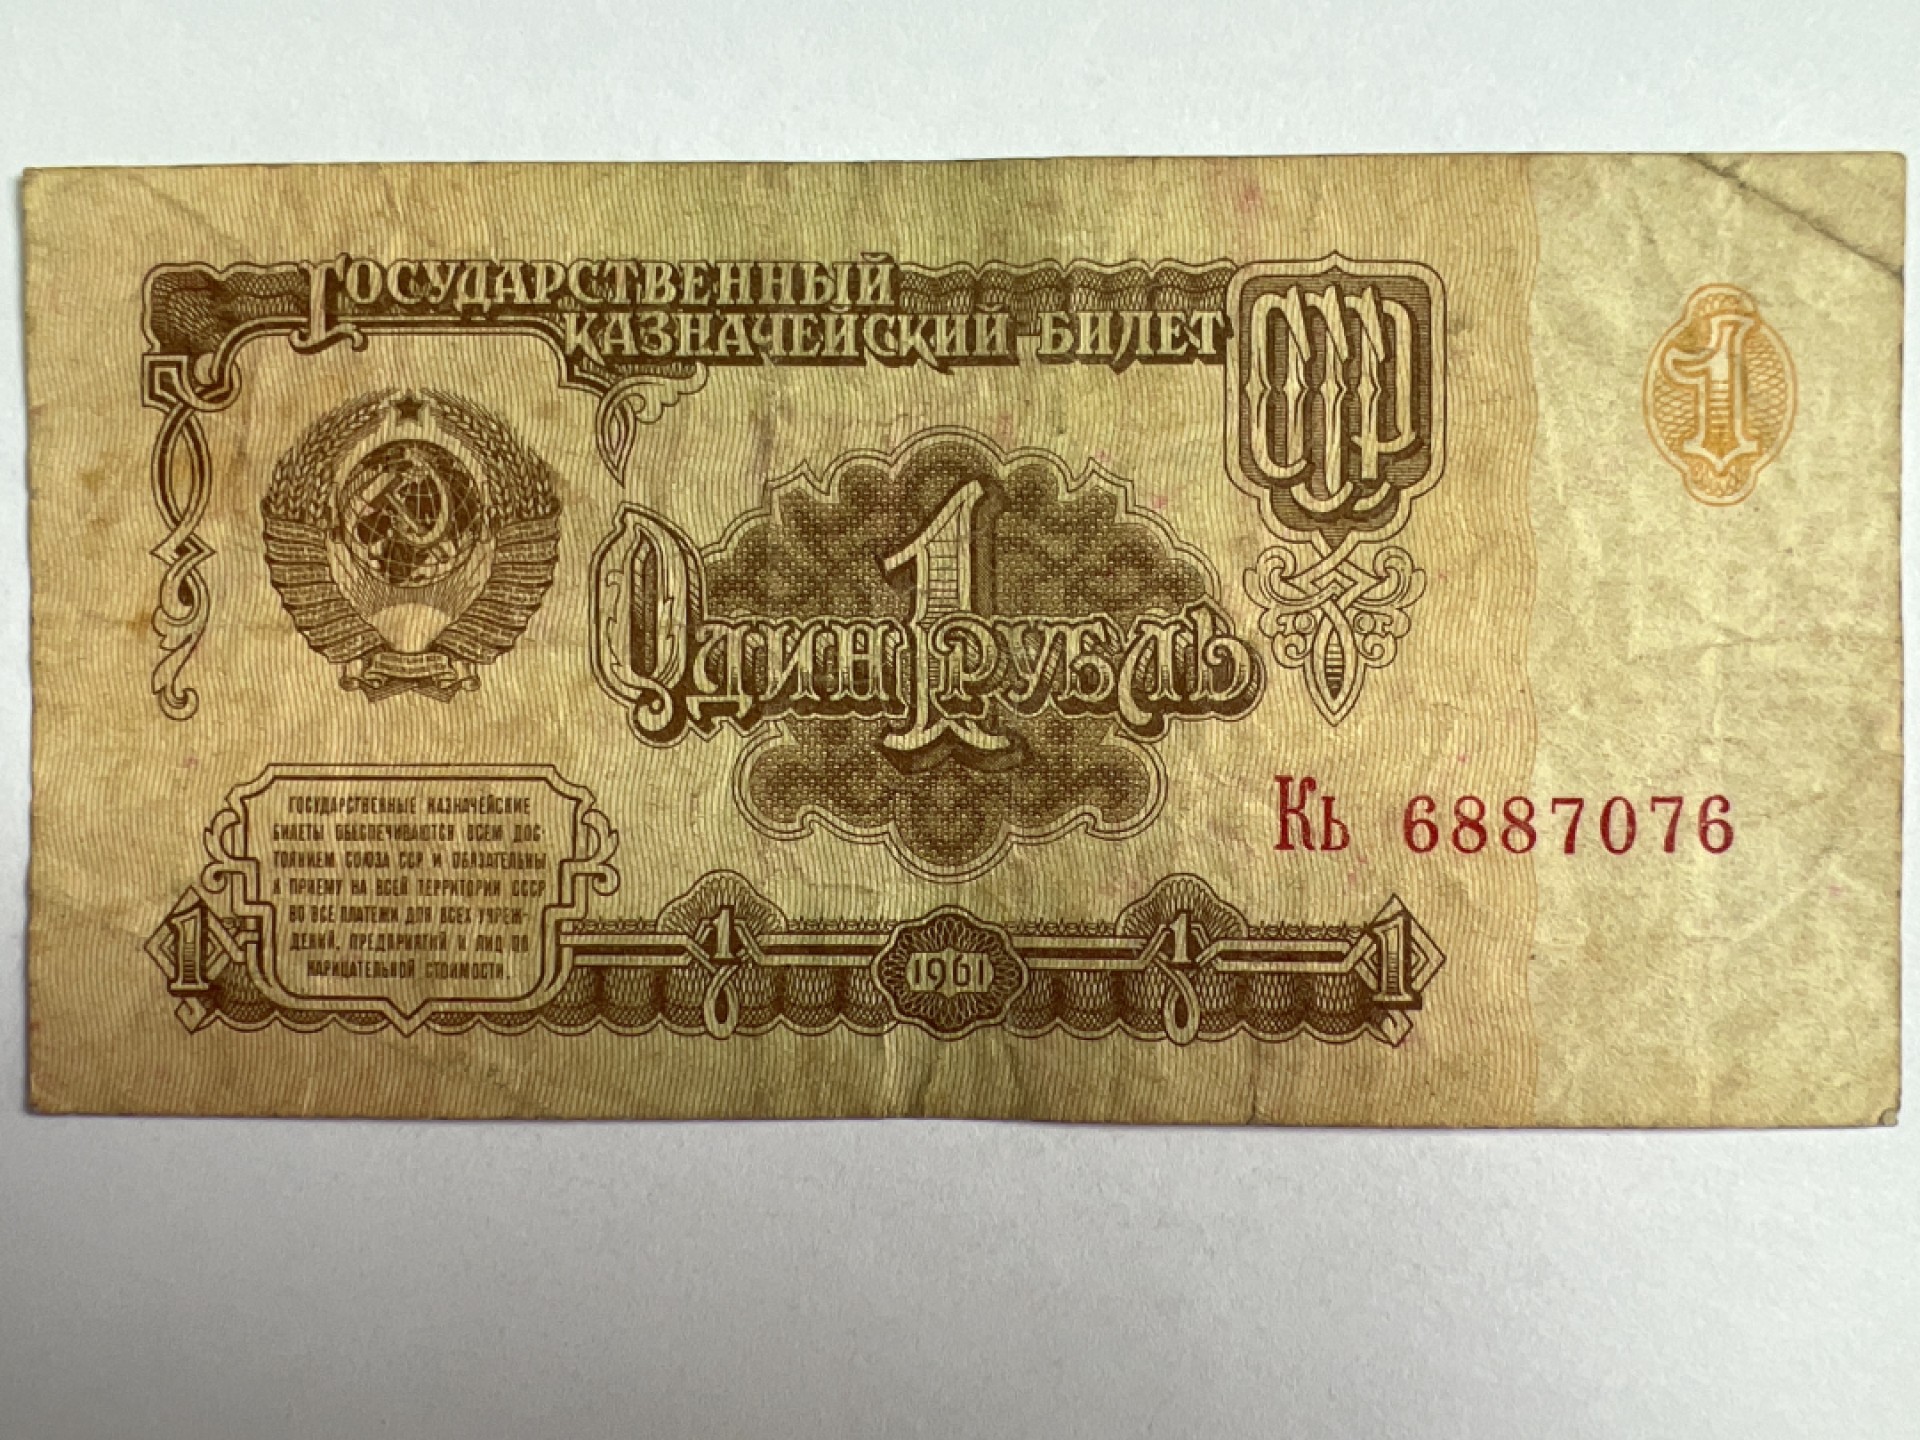 ГОСУДАРСТВЕННЫЙ
КАЗНАЧЕЙСКИЙ БИЛЕТ
СССР
1
1
ОДИН РУБЛЬ
Кь 6887076
ГОСУДАРСТВЕННЫЕ КАЗНАЧЕЙСКИЕ
БИЛЕТЫ ОБЕСПЕЧИВАЮТСЯ ВСЕМ ДОС-
ТОЯНИЕМ СОЮЗА ССР И ОБЯЗАТЕЛЬНЫ
К ПРИЕМУ НА ВСЕЙ ТЕРРИТОРИИ СССР
ВО ВСЕ ПЛАТЕЖИ ДЛЯ ВСЕХ УЧРЕЖ-
ДЕНИЙ, ПРЕДПРИЯТИЙ И ЛИЦ ПО
НАРИЦАТЕЛЬНОЙ СТОИМОСТИ.
1 1 1961 1 1